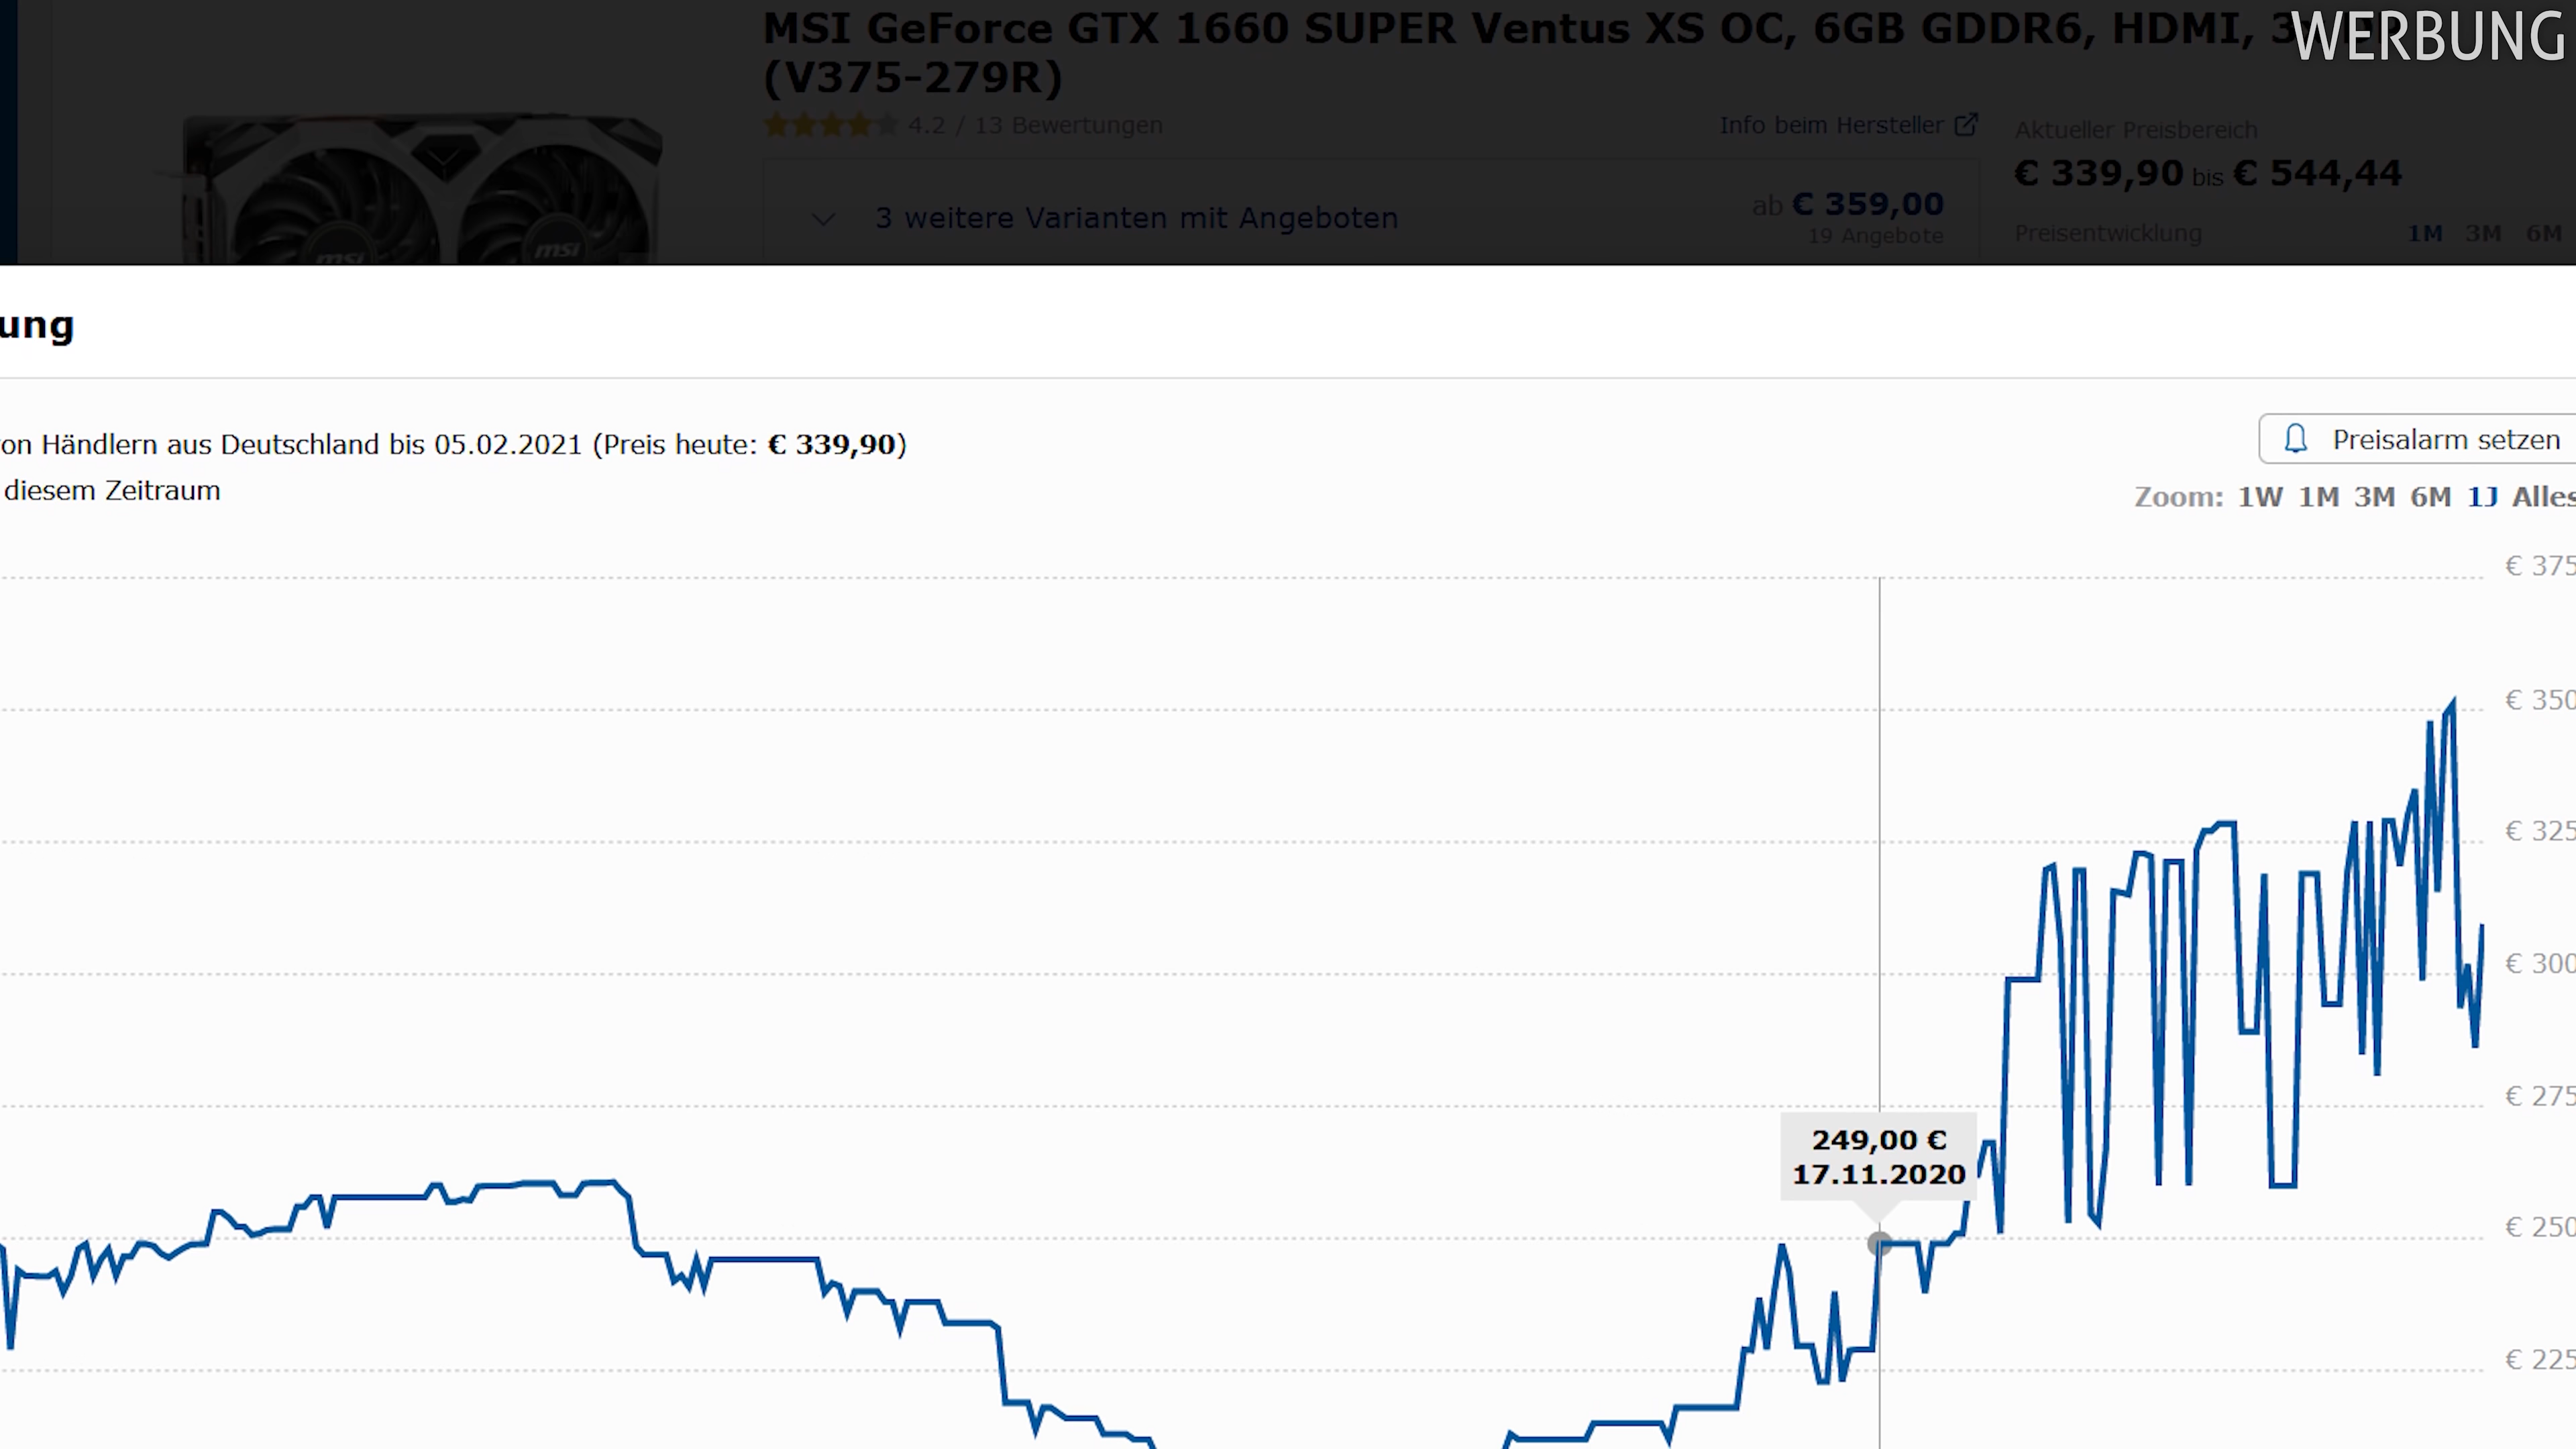 MSI GeForce GTX 1660 SUPER Ventus XS OC, 6GB GDDR6, HDMI,
WERBUNG
(V375-279R)
4.2 / 13 Bewertungen
Info beim Hersteller
Aktueller Preisbereich
€ 339,90 bis € 544,44
3 weitere Varianten mit Angeboten
ab € 359,00
19 Angebote
Preisentwicklung 1M 3M 6M
msi msi
ung
on Händlern aus Deutschland bis 05.02.2021 (Preis heute: € 339,90)
diesem Zeitraum
Preisalarm setzen
Zoom: 1W 1M 3M 6M 1J Alles
€ 375
€ 350
€ 325
€ 300
€ 275
249,00 €
17.11.2020
€ 250
€ 225